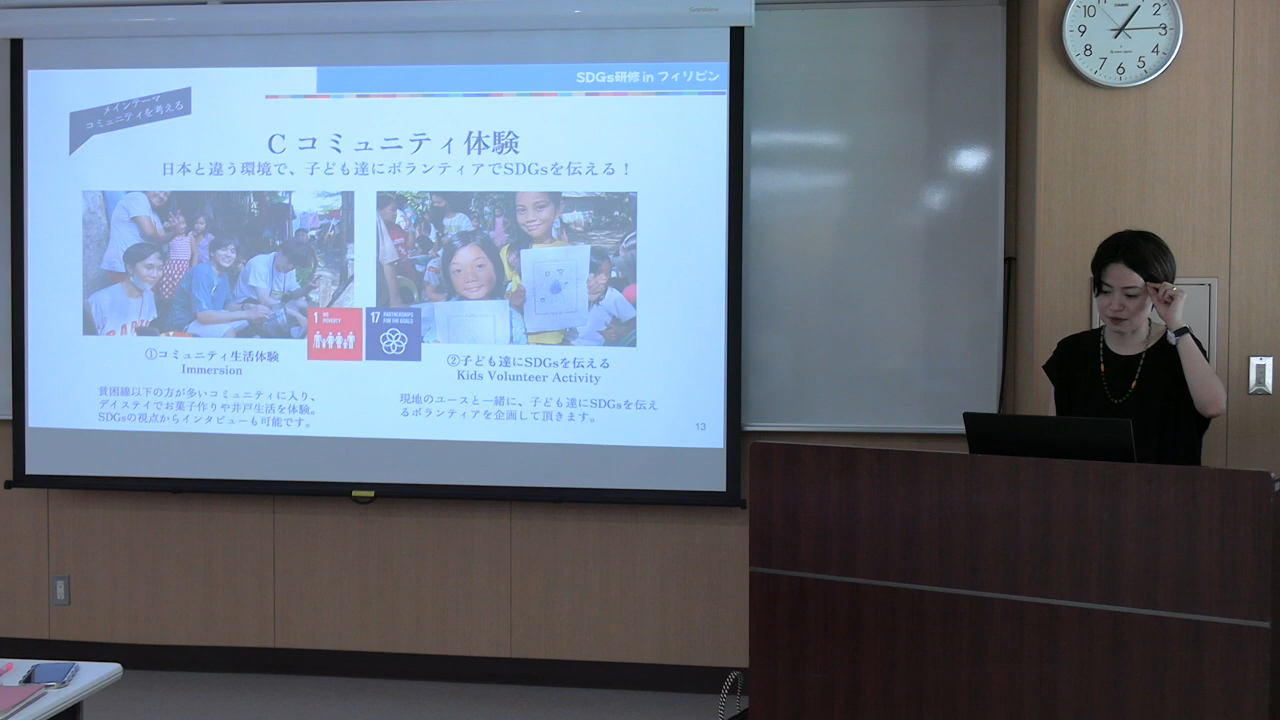 Grandview
SDGs研修 in フィリピン
メインテーマ
コミュニティを考える
C コミュニティ体験
日本と違う環境で、子ども達にボランティアでSDGsを伝える！
1 NO POVERTY
17 PARTNERSHIPS FOR THE GOALS
①コミュニティ生活体験
Immersion
貧困線以下の方が多いコミュニティに入り、
デイステイでお菓子作りや井戸生活を体験。
SDGsの視点からインタビューも可能です。
②子ども達にSDGsを伝える
Kids Volunteer Activity
現地のユースと一緒に、子ども達にSDGsを伝え
るボランティアを企画して頂きます。
13
10
2
9
3
8
4
7
6
5